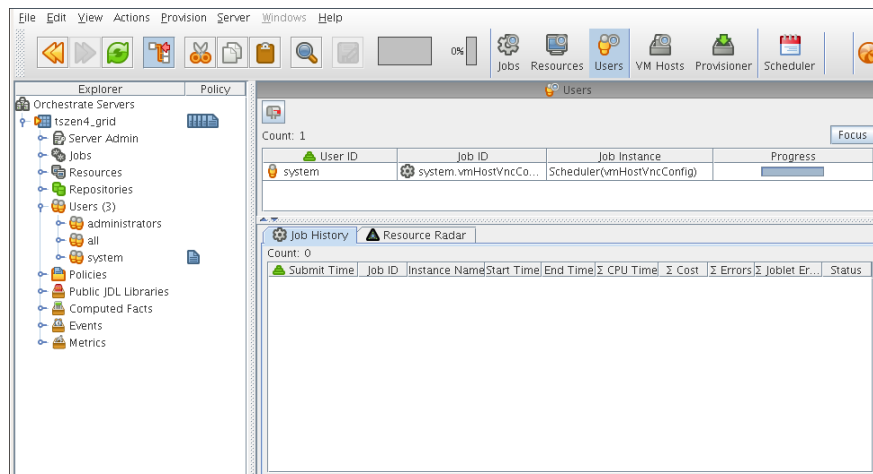 File Edit View Actions Provision Server Windows Help
0%
Jobs Resources Users VM Hosts Provisioner Scheduler
Explorer Policy
Orchestrate Servers
tszen4_grid
Server Admin
Jobs
Resources
Repositories
Users (3)
administrators
all
system
Policies
Public JDL Libraries
Computed Facts
Events
Metrics
Users
Count: 1
Focus
User ID Job ID Job Instance Progress
system system.vmHostVncCo... Scheduler(vmHostVncConfig)
Job History Resource Radar
Count: 0
Submit Time Job ID Instance Name Start Time End Time Σ CPU Time Σ Cost Σ Errors Σ Joblet Er... Status